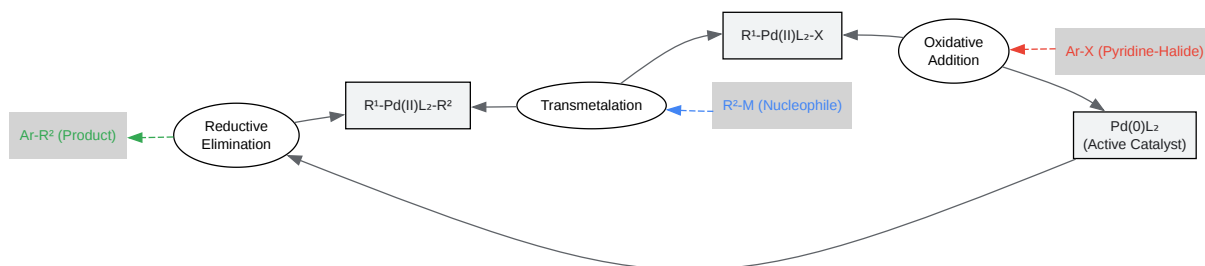 R¹-Pd(II)L₂-X
Oxidative
Addition
Ar-X (Pyridine-Halide)
R¹-Pd(II)L₂-R²
Transmetalation
R²-M (Nucleophile)
Ar-R² (Product)
Reductive
Elimination
Pd(0)L₂
(Active Catalyst)